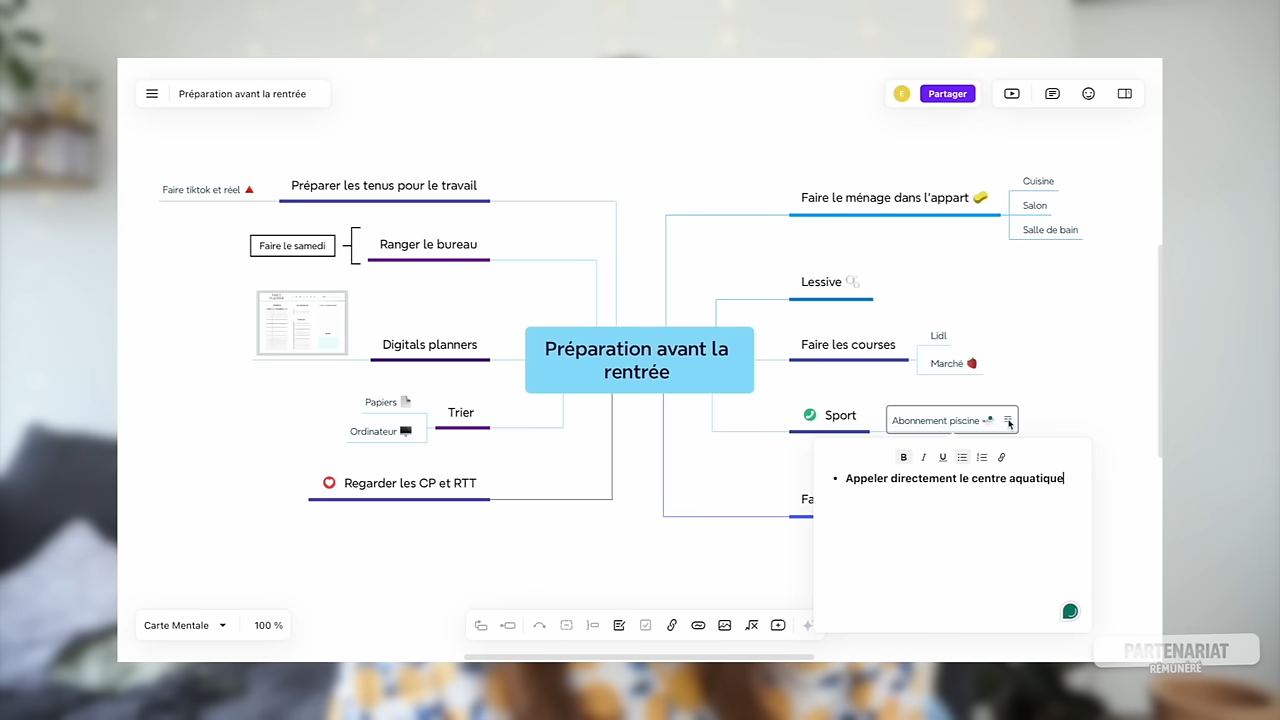 Préparation avant la rentrée
E
Partager
Faire tiktok et réel
Préparer les tenus pour le travail
Faire le samedi
Ranger le bureau
Digitals planners
Papiers
Ordinateur
Trier
Regarder les CP et RTT
Préparation avant la
rentrée
Faire le ménage dans l'appart
Cuisine
Salon
Salle de bain
Lessive
Faire les courses
Lidl
Marché
Sport
Abonnement piscine
Fa
B I U
• Appeler directement le centre aquatique
Carte Mentale
100 %
PARTENARIAT
RÉMUNÉRÉ